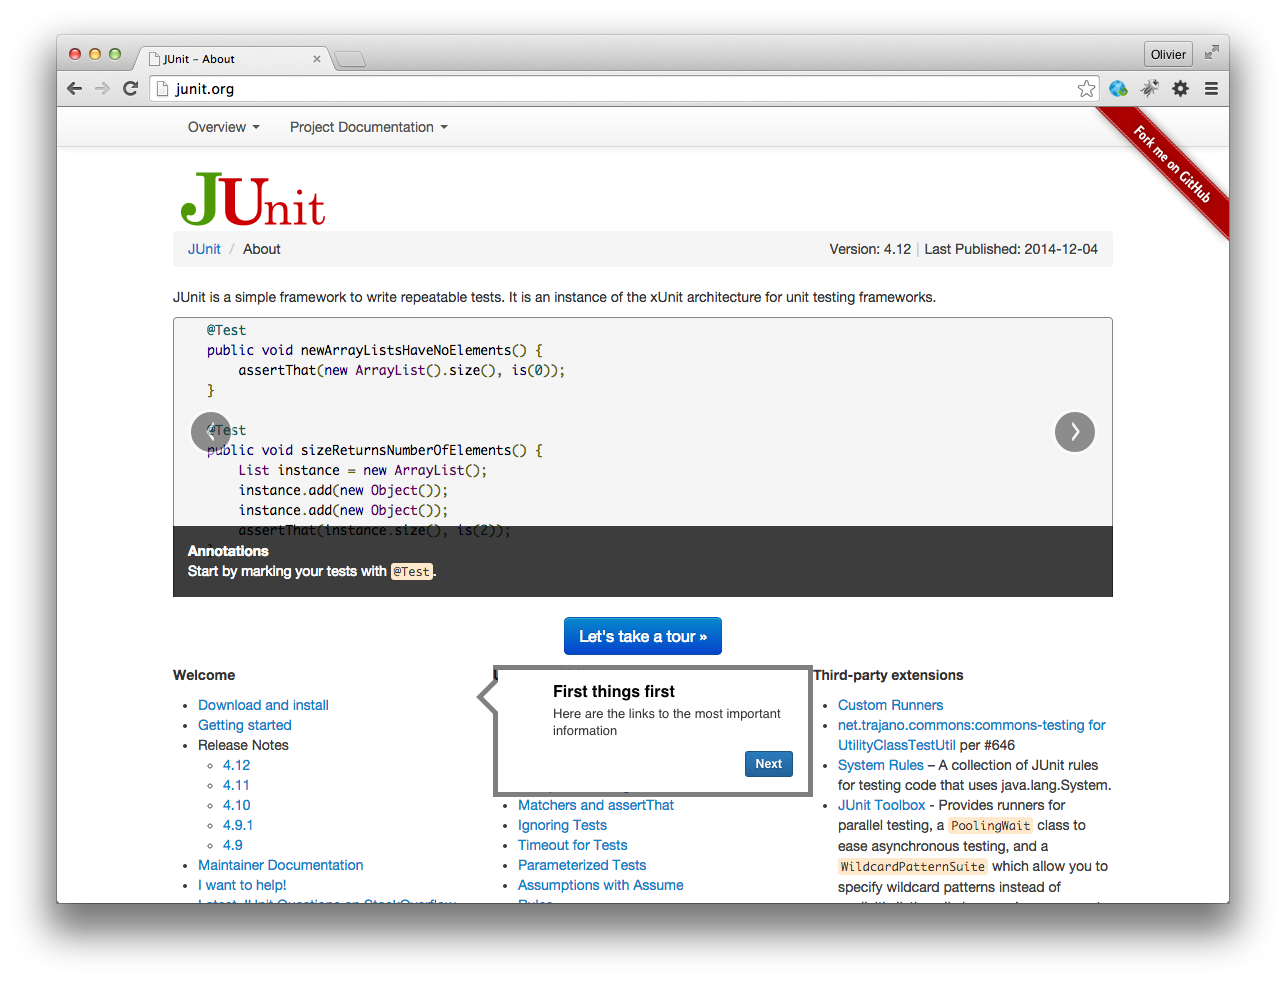 JUnit – About
Olivier
junit.org
Overview
Project Documentation
Fork me on GitHub
JUnit
JUnit / About
Version: 4.12 | Last Published: 2014-12-04
JUnit is a simple framework to write repeatable tests. It is an instance of the xUnit architecture for unit testing frameworks.
@Test
public void newArrayListsHaveNoElements() {
assertThat(new ArrayList().size(), is(0));
}
@Test
public void sizeReturnsNumberOfElements() {
List instance = new ArrayList();
instance.add(new Object());
instance.add(new Object());
assertThat(instance.size(), is(2));
Annotations
Start by marking your tests with @Test.
Let's take a tour »
Welcome
Download and install
Getting started
Release Notes
4.12
4.11
4.10
4.9.1
4.9
Maintainer Documentation
I want to help!
Latest JUnit Questions on StackOverflow
First things first
Here are the links to the most important
information
Next
Matchers and assertThat
Ignoring Tests
Timeout for Tests
Parameterized Tests
Assumptions with Assume
Rules
Third-party extensions
Custom Runners
net.trajano.commons:commons-testing for
UtilityClassTestUtil per #646
System Rules – A collection of JUnit rules
for testing code that uses java.lang.System.
JUnit Toolbox - Provides runners for
parallel testing, a PoolingWait class to
ease asynchronous testing, and a
WildcardPatternSuite which allow you to
specify wildcard patterns instead of